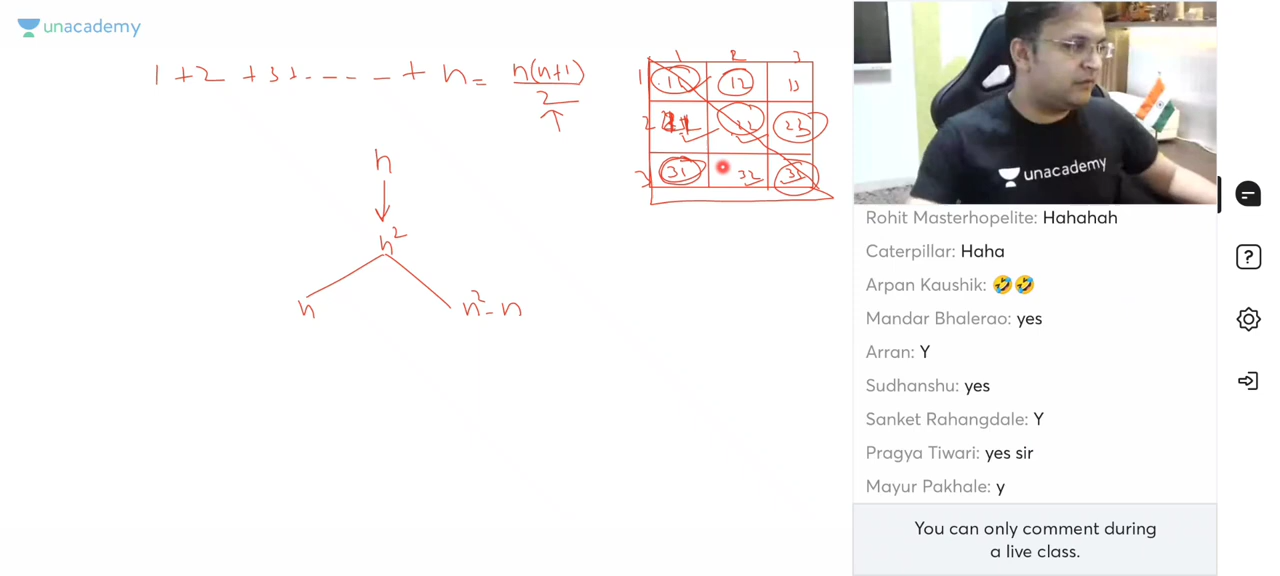 unacademy
1 + 2 + 3 + - - - - - + n = n(n+1)/2
↑
n
↓
n²
n
n² - n
1 2 3
1 11 12 13
2 21 22 23
3 31 32 33
unacademy
Rohit Masterhopelite: Hahahah
Caterpillar: Haha
Arpan Kaushik: 🤣🤣
Mandar Bhalerao: yes
Arran: Y
Sudhanshu: yes
Sanket Rahangdale: Y
Pragya Tiwari: yes sir
Mayur Pakhale: y
You can only comment during
a live class.